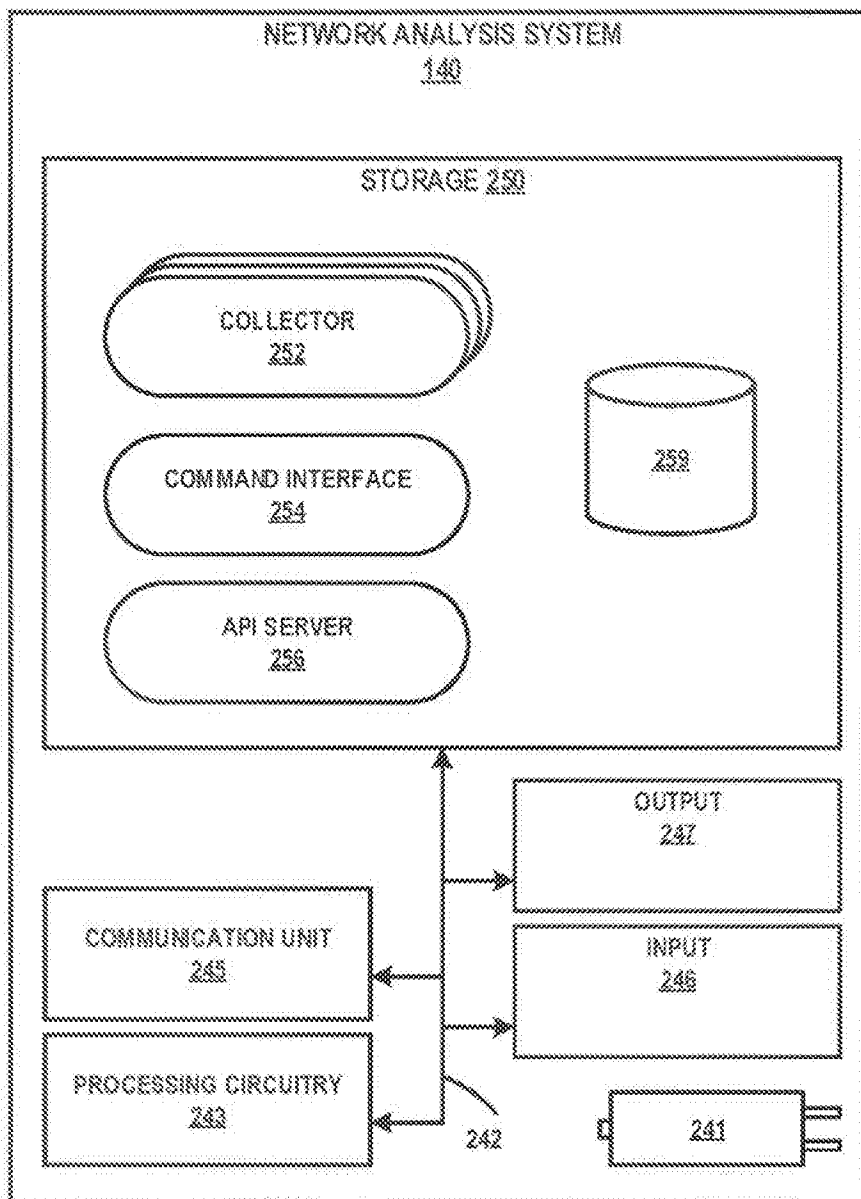 NETWORK ANALYSIS SYSTEM
140
STORAGE 250
COLLECTOR
252
259
COMMAND INTERFACE
254
API SERVER
256
OUTPUT
247
COMMUNICATION UNIT
245
INPUT
246
PROCESSING CIRCUITRY
243
242
241